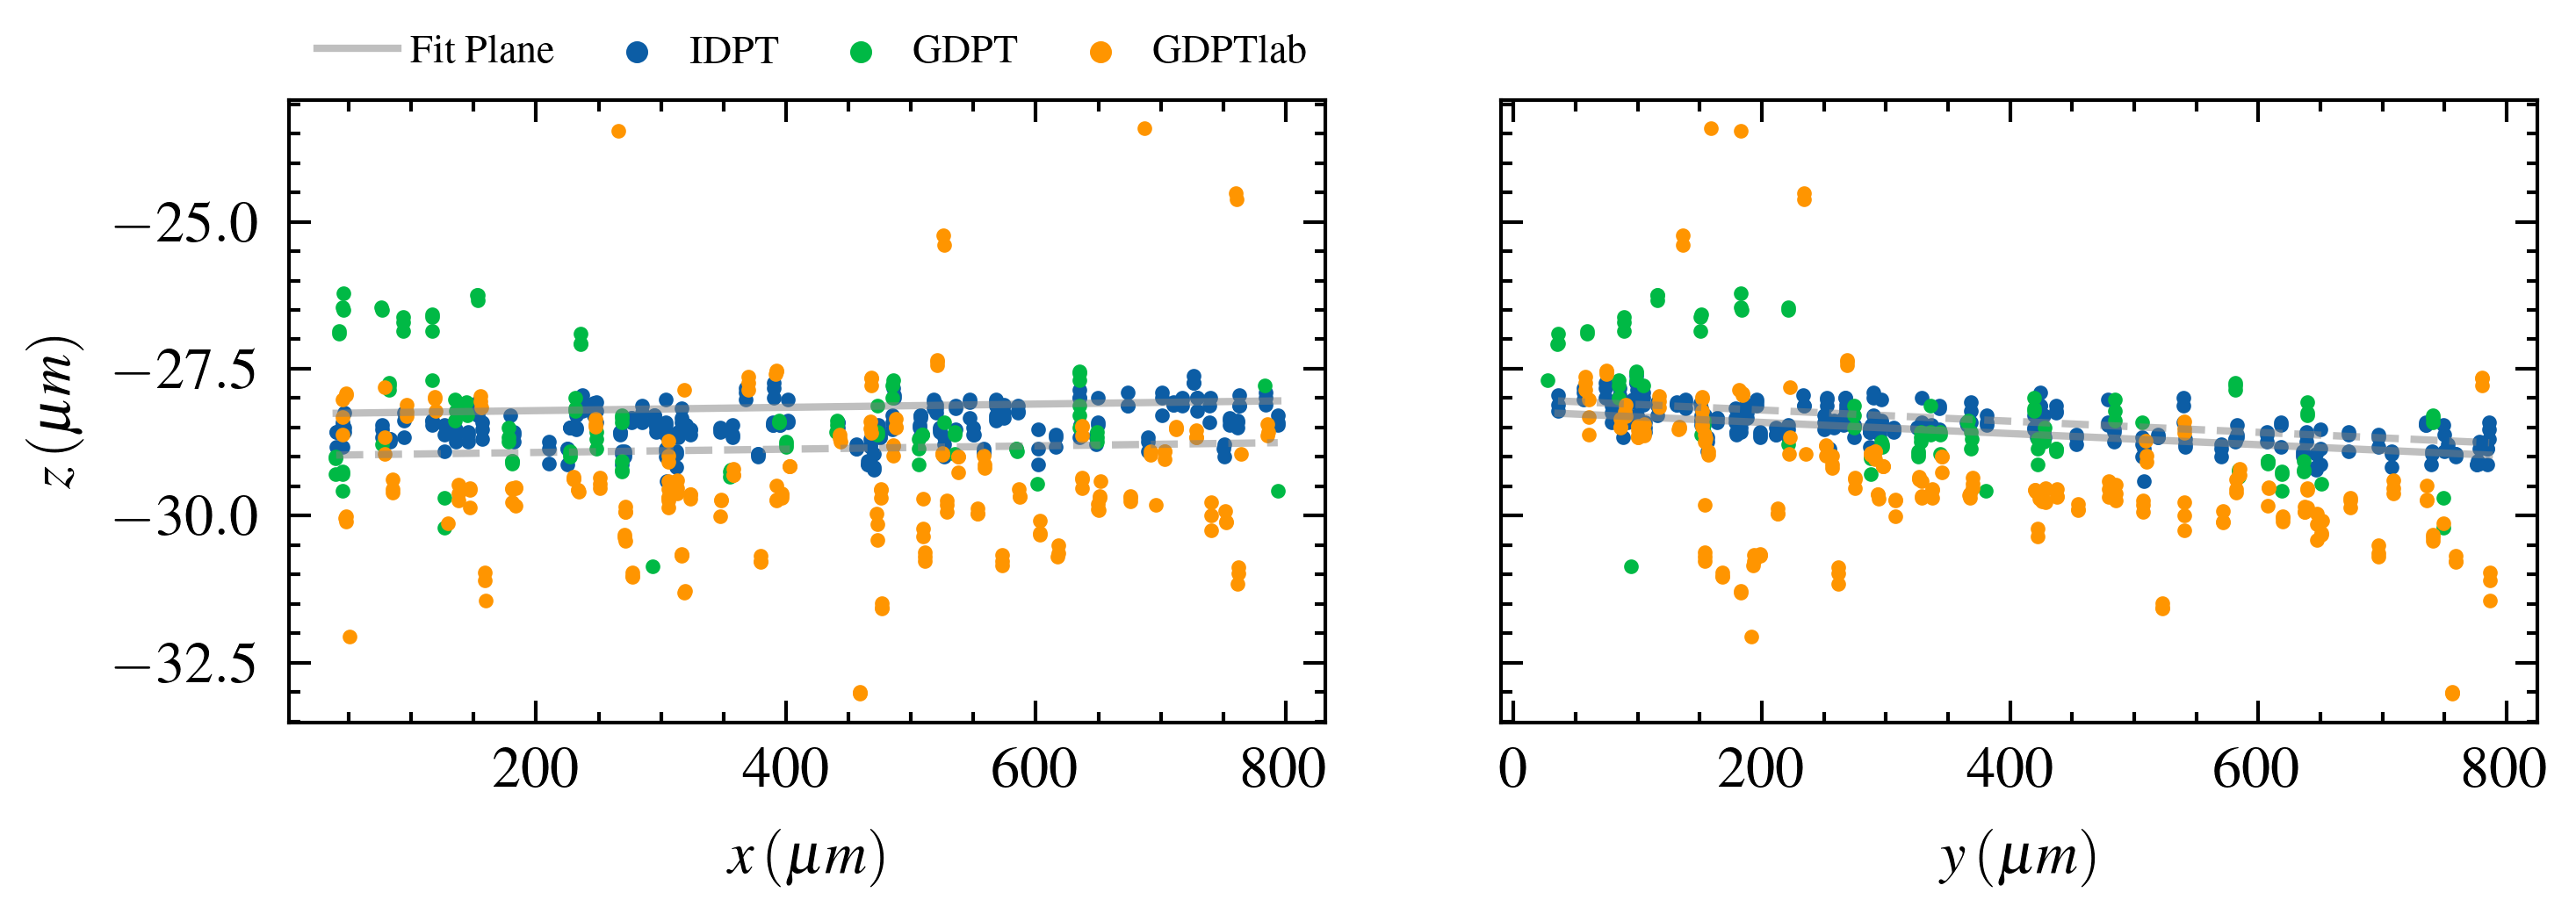 Fit Plane IDPT GDPT GDPTlab
−25.0
−27.5
−30.0
−32.5
z (μm)
200 400 600 800
0 200 400 600 800
x (μm)
y (μm)